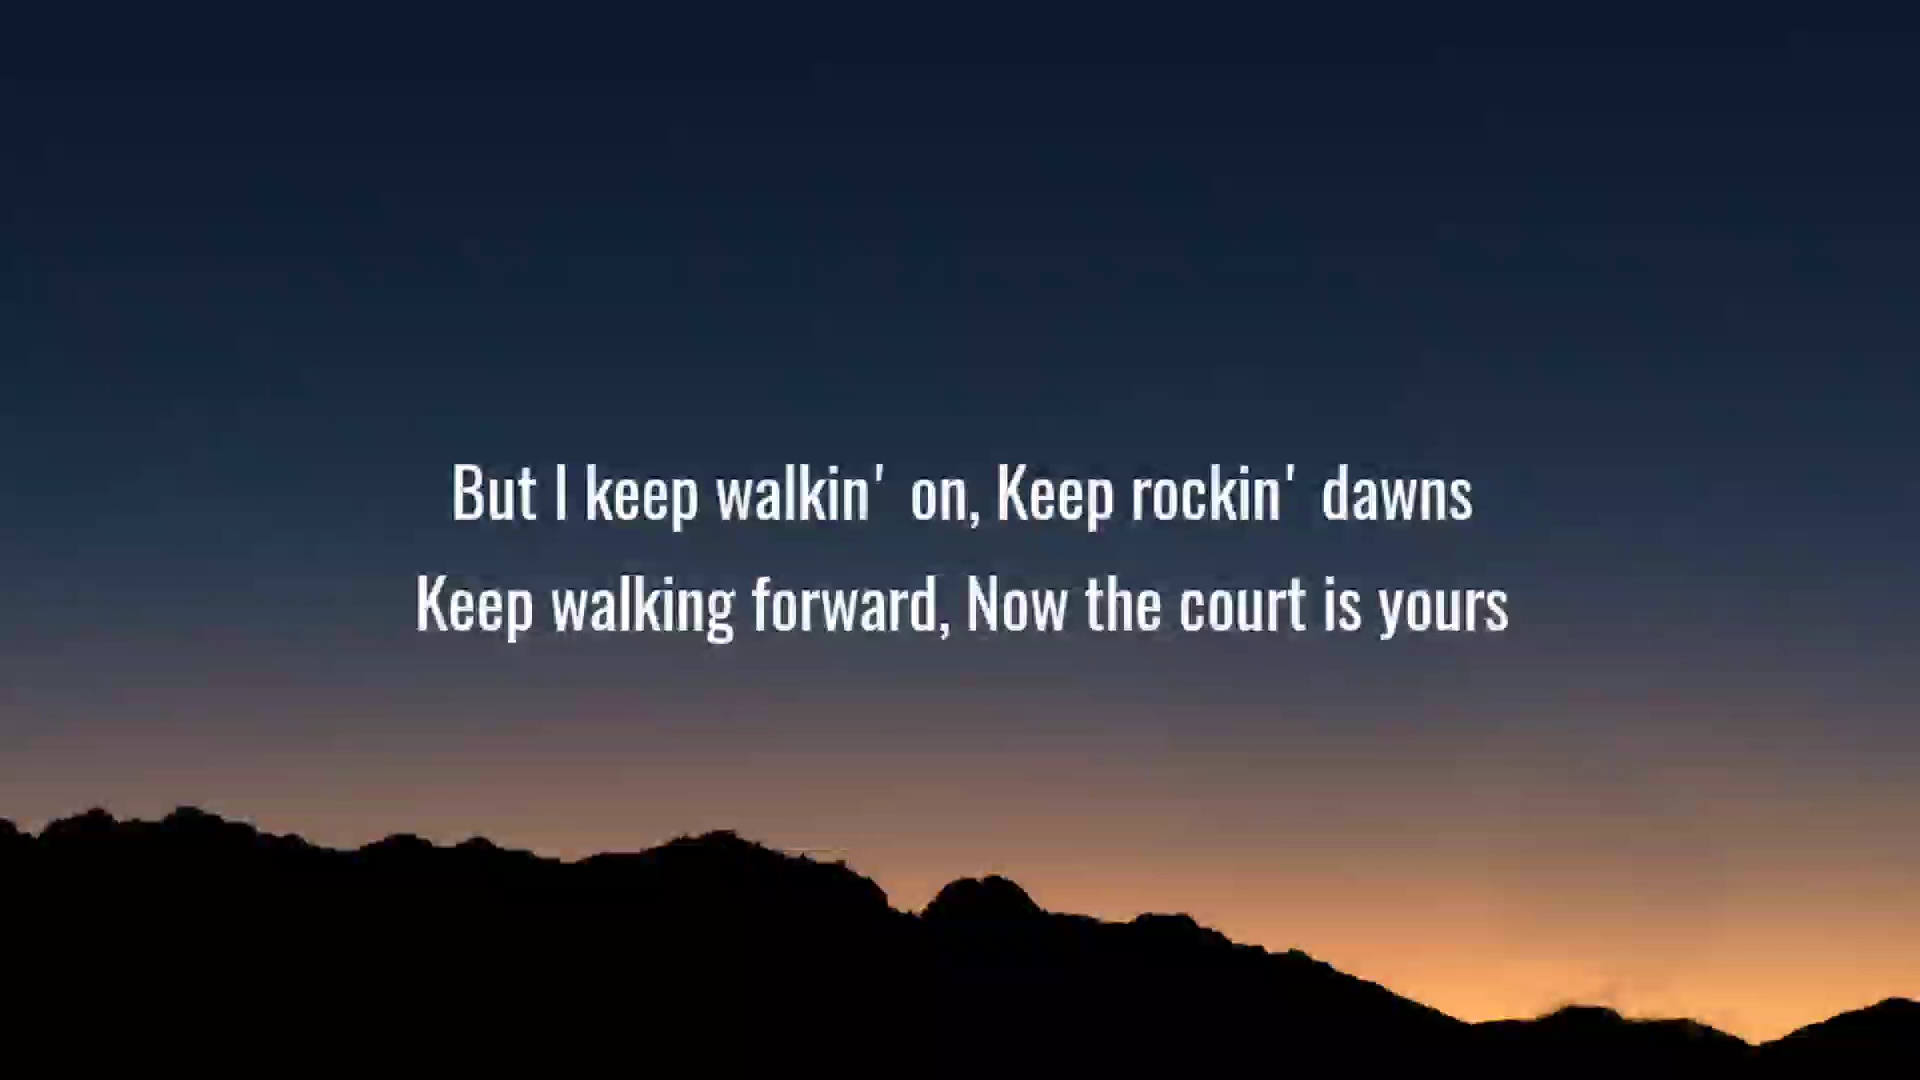 But I keep walkin' on, Keep rockin' dawns
Keep walking forward, Now the court is yours